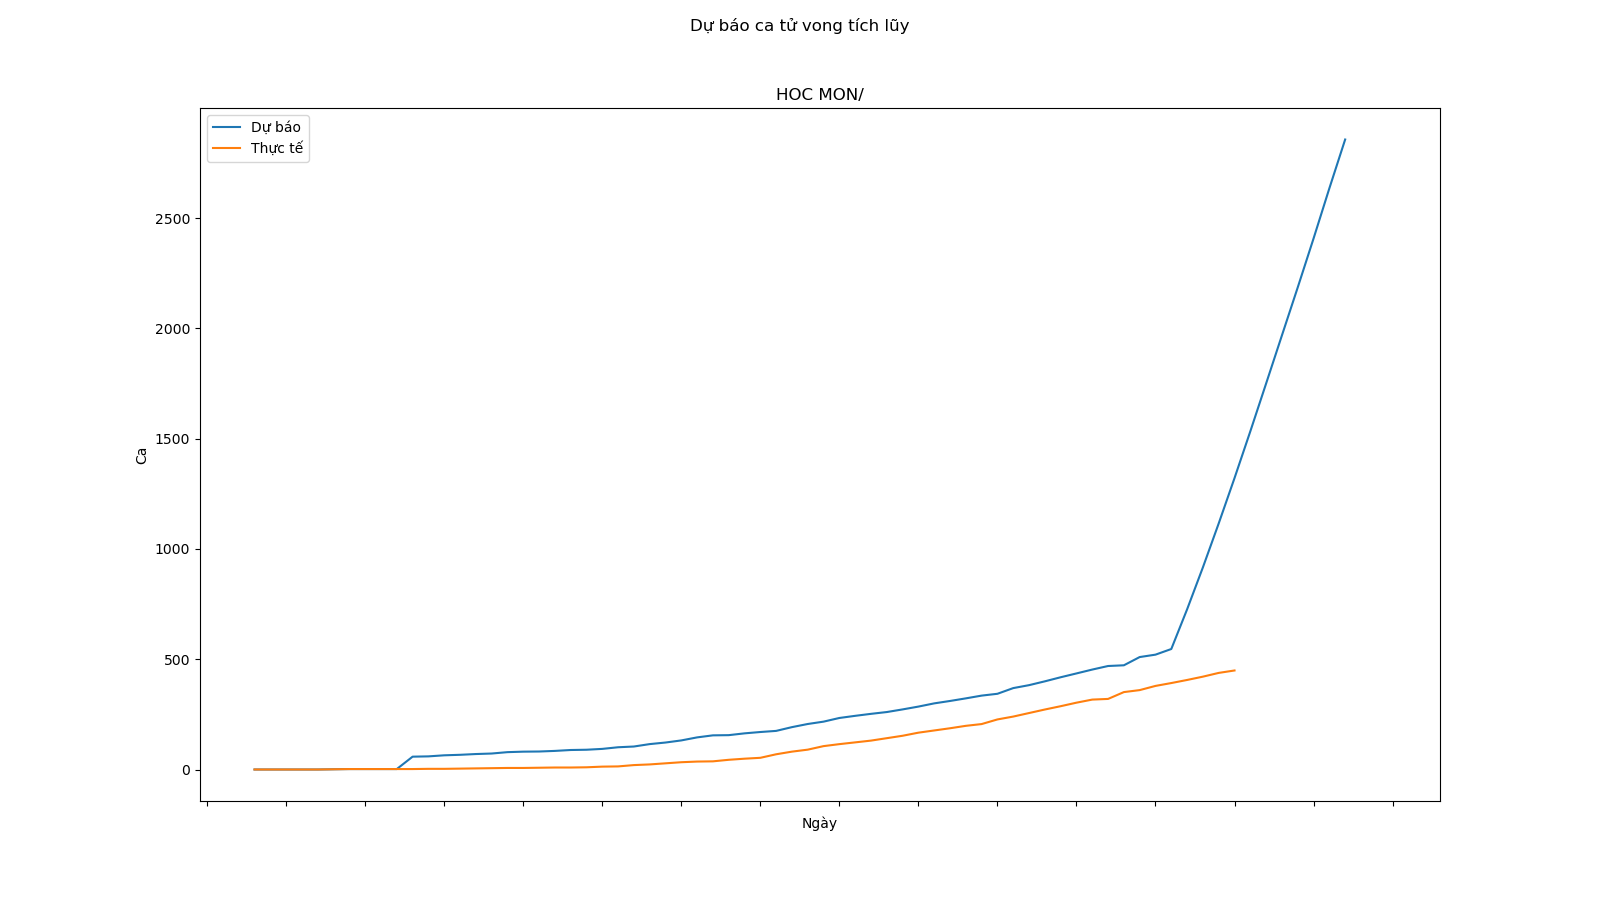 Dự báo ca tử vong tích lũy
HOC MON/
Dự báo
Thực tế
2500
2000
1500
1000
500
0
Ca
Ngày